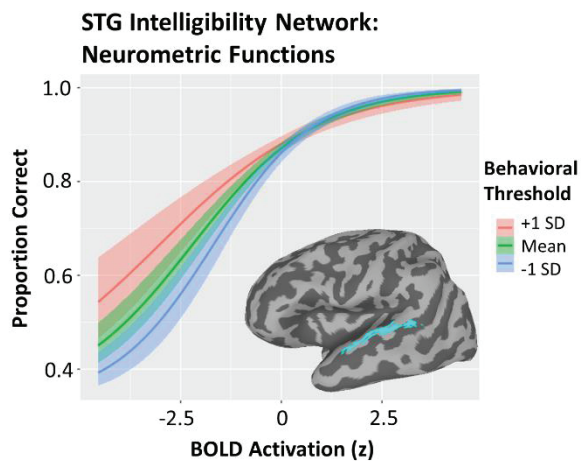 STG Intelligibility Network:
Neurometric Functions
1.0
0.8
0.6
0.4
Proportion Correct
-2.5
0
2.5
BOLD Activation (z)
Behavioral
Threshold
+1 SD
Mean
-1 SD